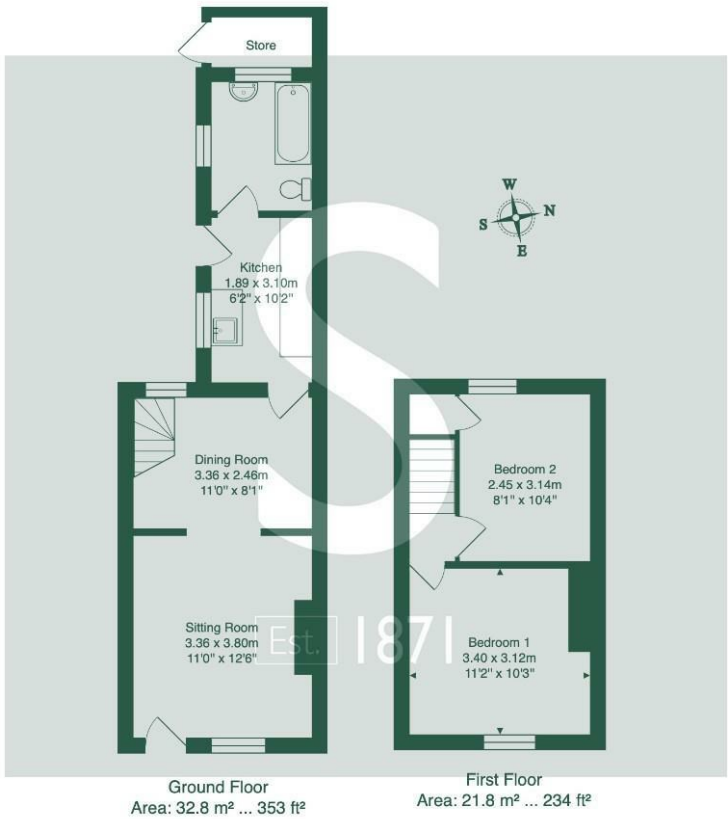 Store
W
N
S
E
Kitchen
1.89 x 3.10m
6'2" x 10'2"
Dining Room
3.36 x 2.46m
11'0" x 8'1"
Bedroom 2
2.45 x 3.14m
8'1" x 10'4"
Sitting Room
3.36 x 3.80m
11'0" x 12'6"
Bedroom 1
3.40 x 3.12m
11'2" x 10'3"
S
Est. 1871
Ground Floor
Area: 32.8 m² ... 353 ft²
First Floor
Area: 21.8 m² ... 234 ft²